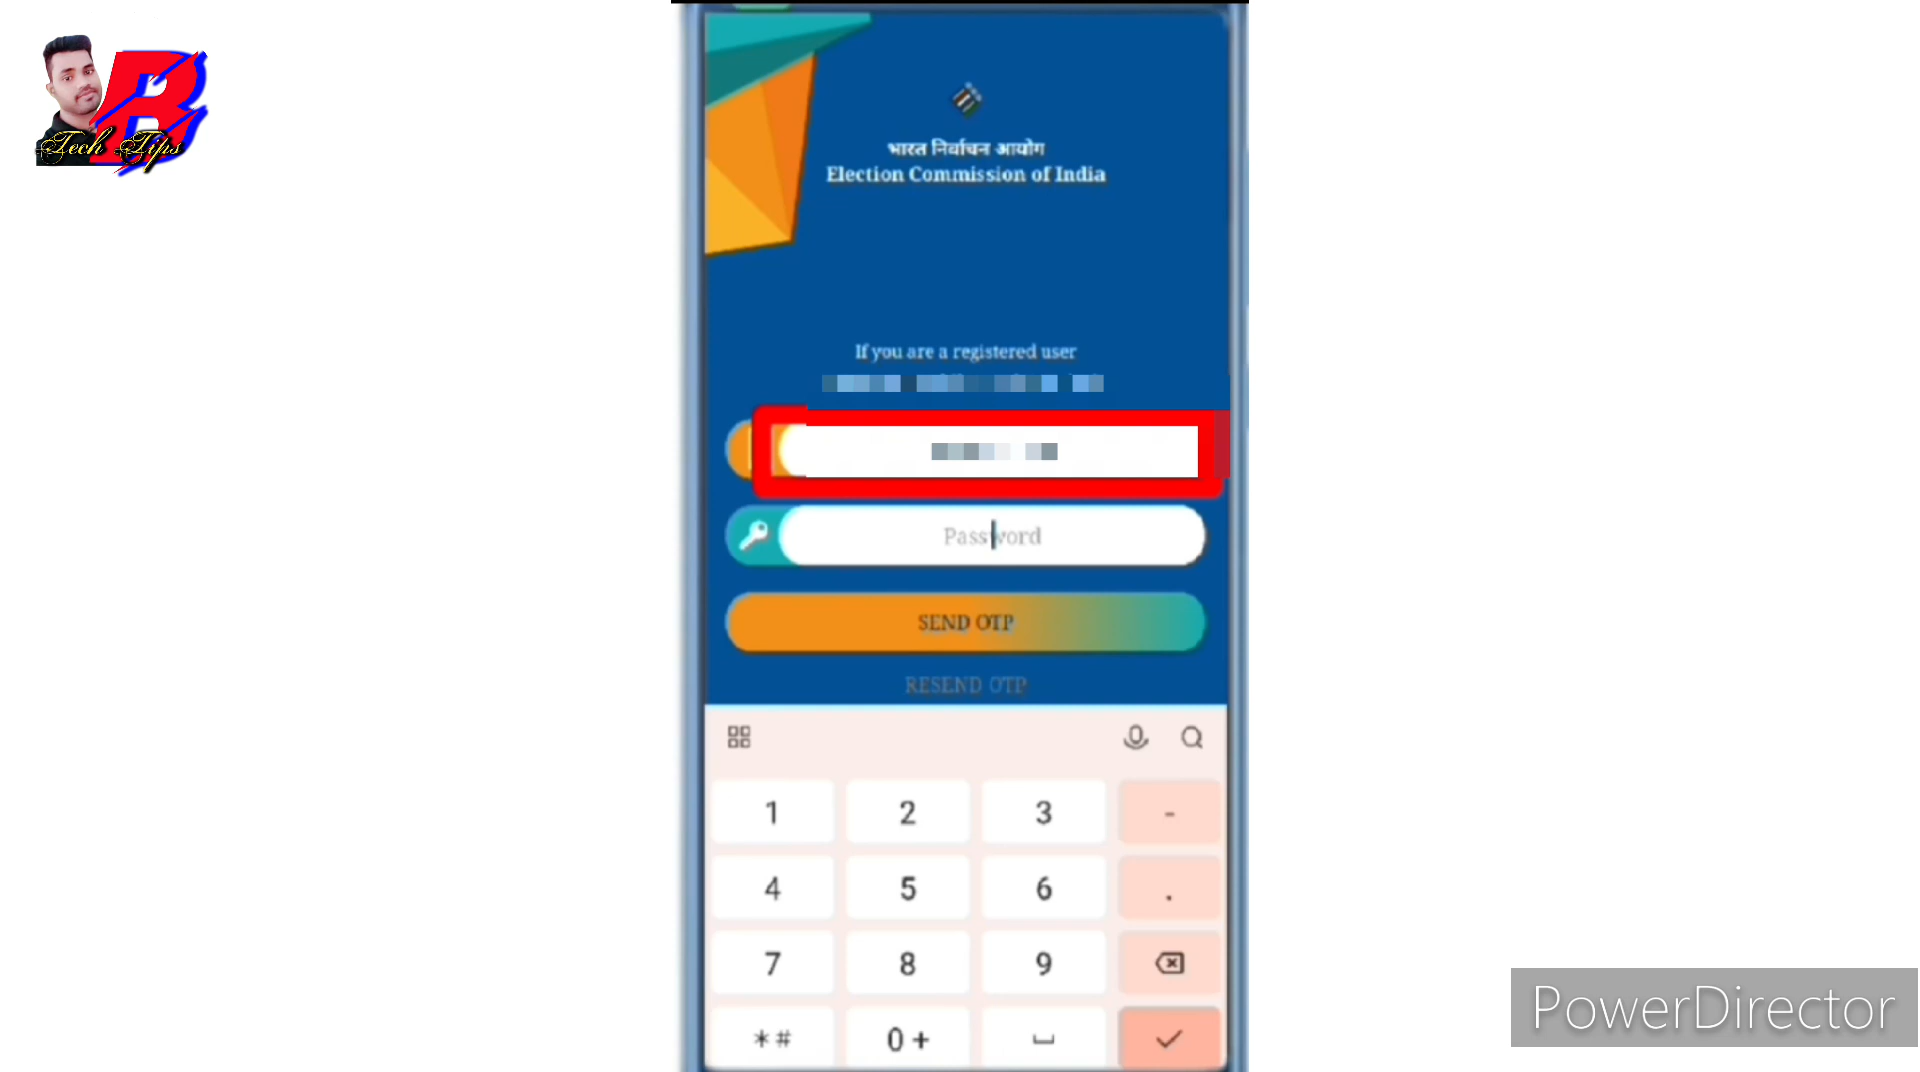 B
Tech Tips
भारत निर्वाचन आयोग
Election Commission of India
If you are a registered user
Password
SEND OTP
RESEND OTP
1 2 3 -
4 5 6 .
7 8 9
*# 0 +
PowerDirector